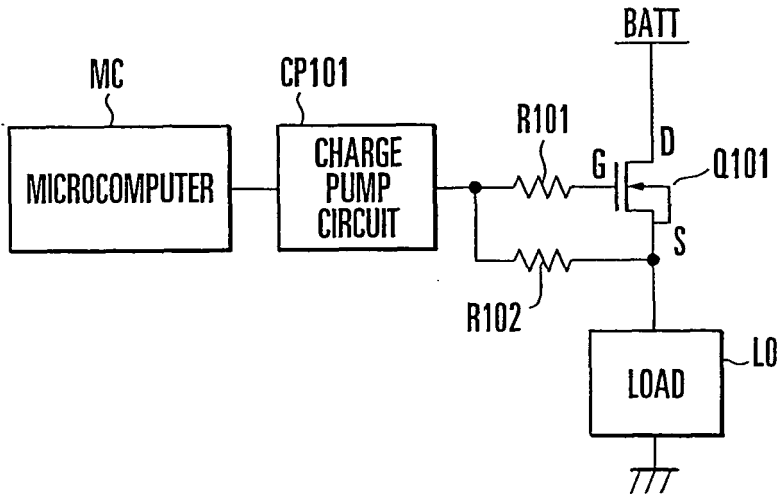 BATT
MC
CP101
R101
D
G
Q101
MICROCOMPUTER
CHARGE
PUMP
CIRCUIT
S
R102
LOAD
LO